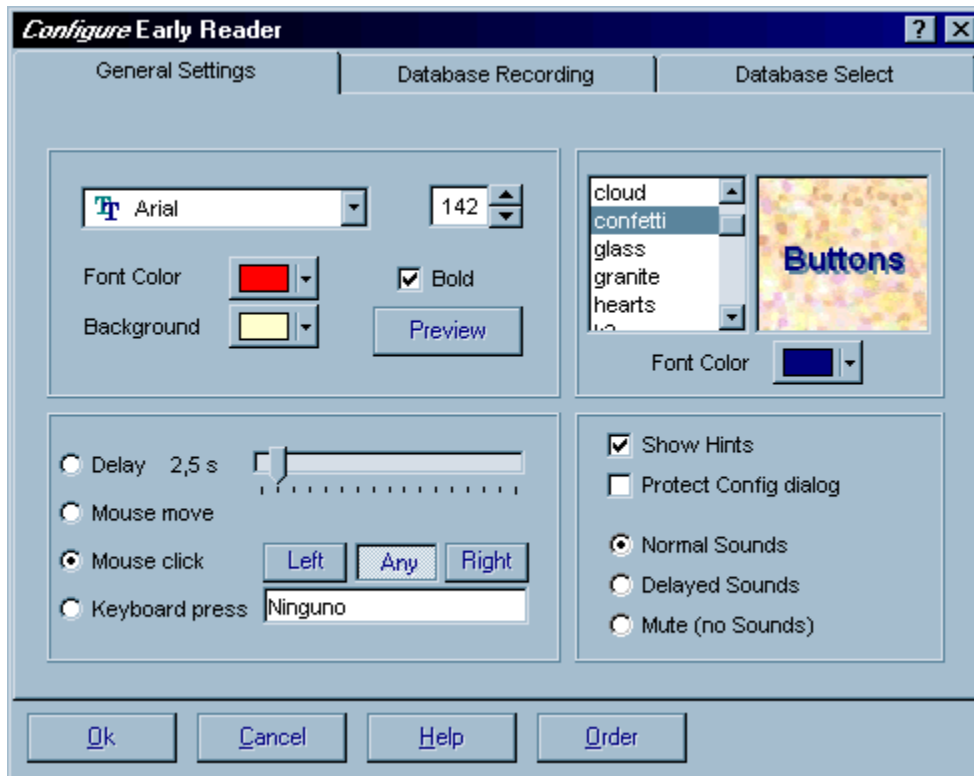 Configure Early Reader
General Settings
Database Recording
Database Select
Arial
142
Font Color
Bold
Background
Preview
cloud
confetti
glass
granite
hearts
Buttons
Font Color
Delay 2,5 s
Mouse move
Mouse click
Left
Any
Right
Keyboard press
Ninguno
Show Hints
Protect Config dialog
Normal Sounds
Delayed Sounds
Mute (no Sounds)
Ok
Cancel
Help
Order